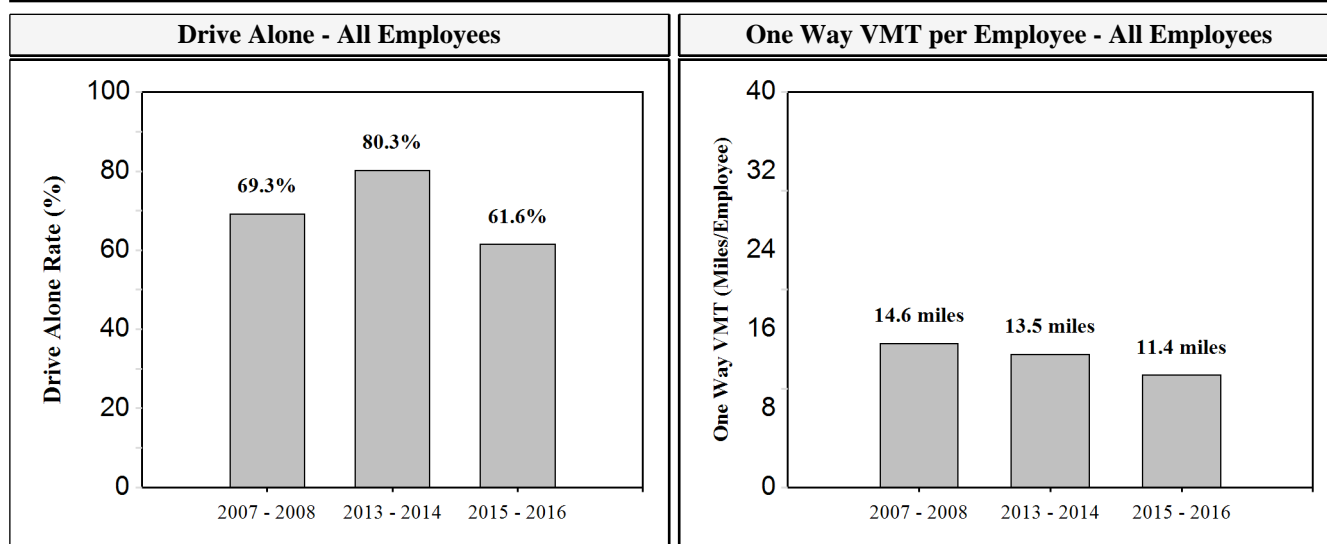 Drive Alone - All Employees
Drive Alone Rate (%)
100
80
60
40
20
0
69.3%
80.3%
61.6%
2007 - 2008
2013 - 2014
2015 - 2016
One Way VMT per Employee - All Employees
One Way VMT (Miles/Employee)
40
32
24
16
8
0
14.6 miles
13.5 miles
11.4 miles
2007 - 2008
2013 - 2014
2015 - 2016